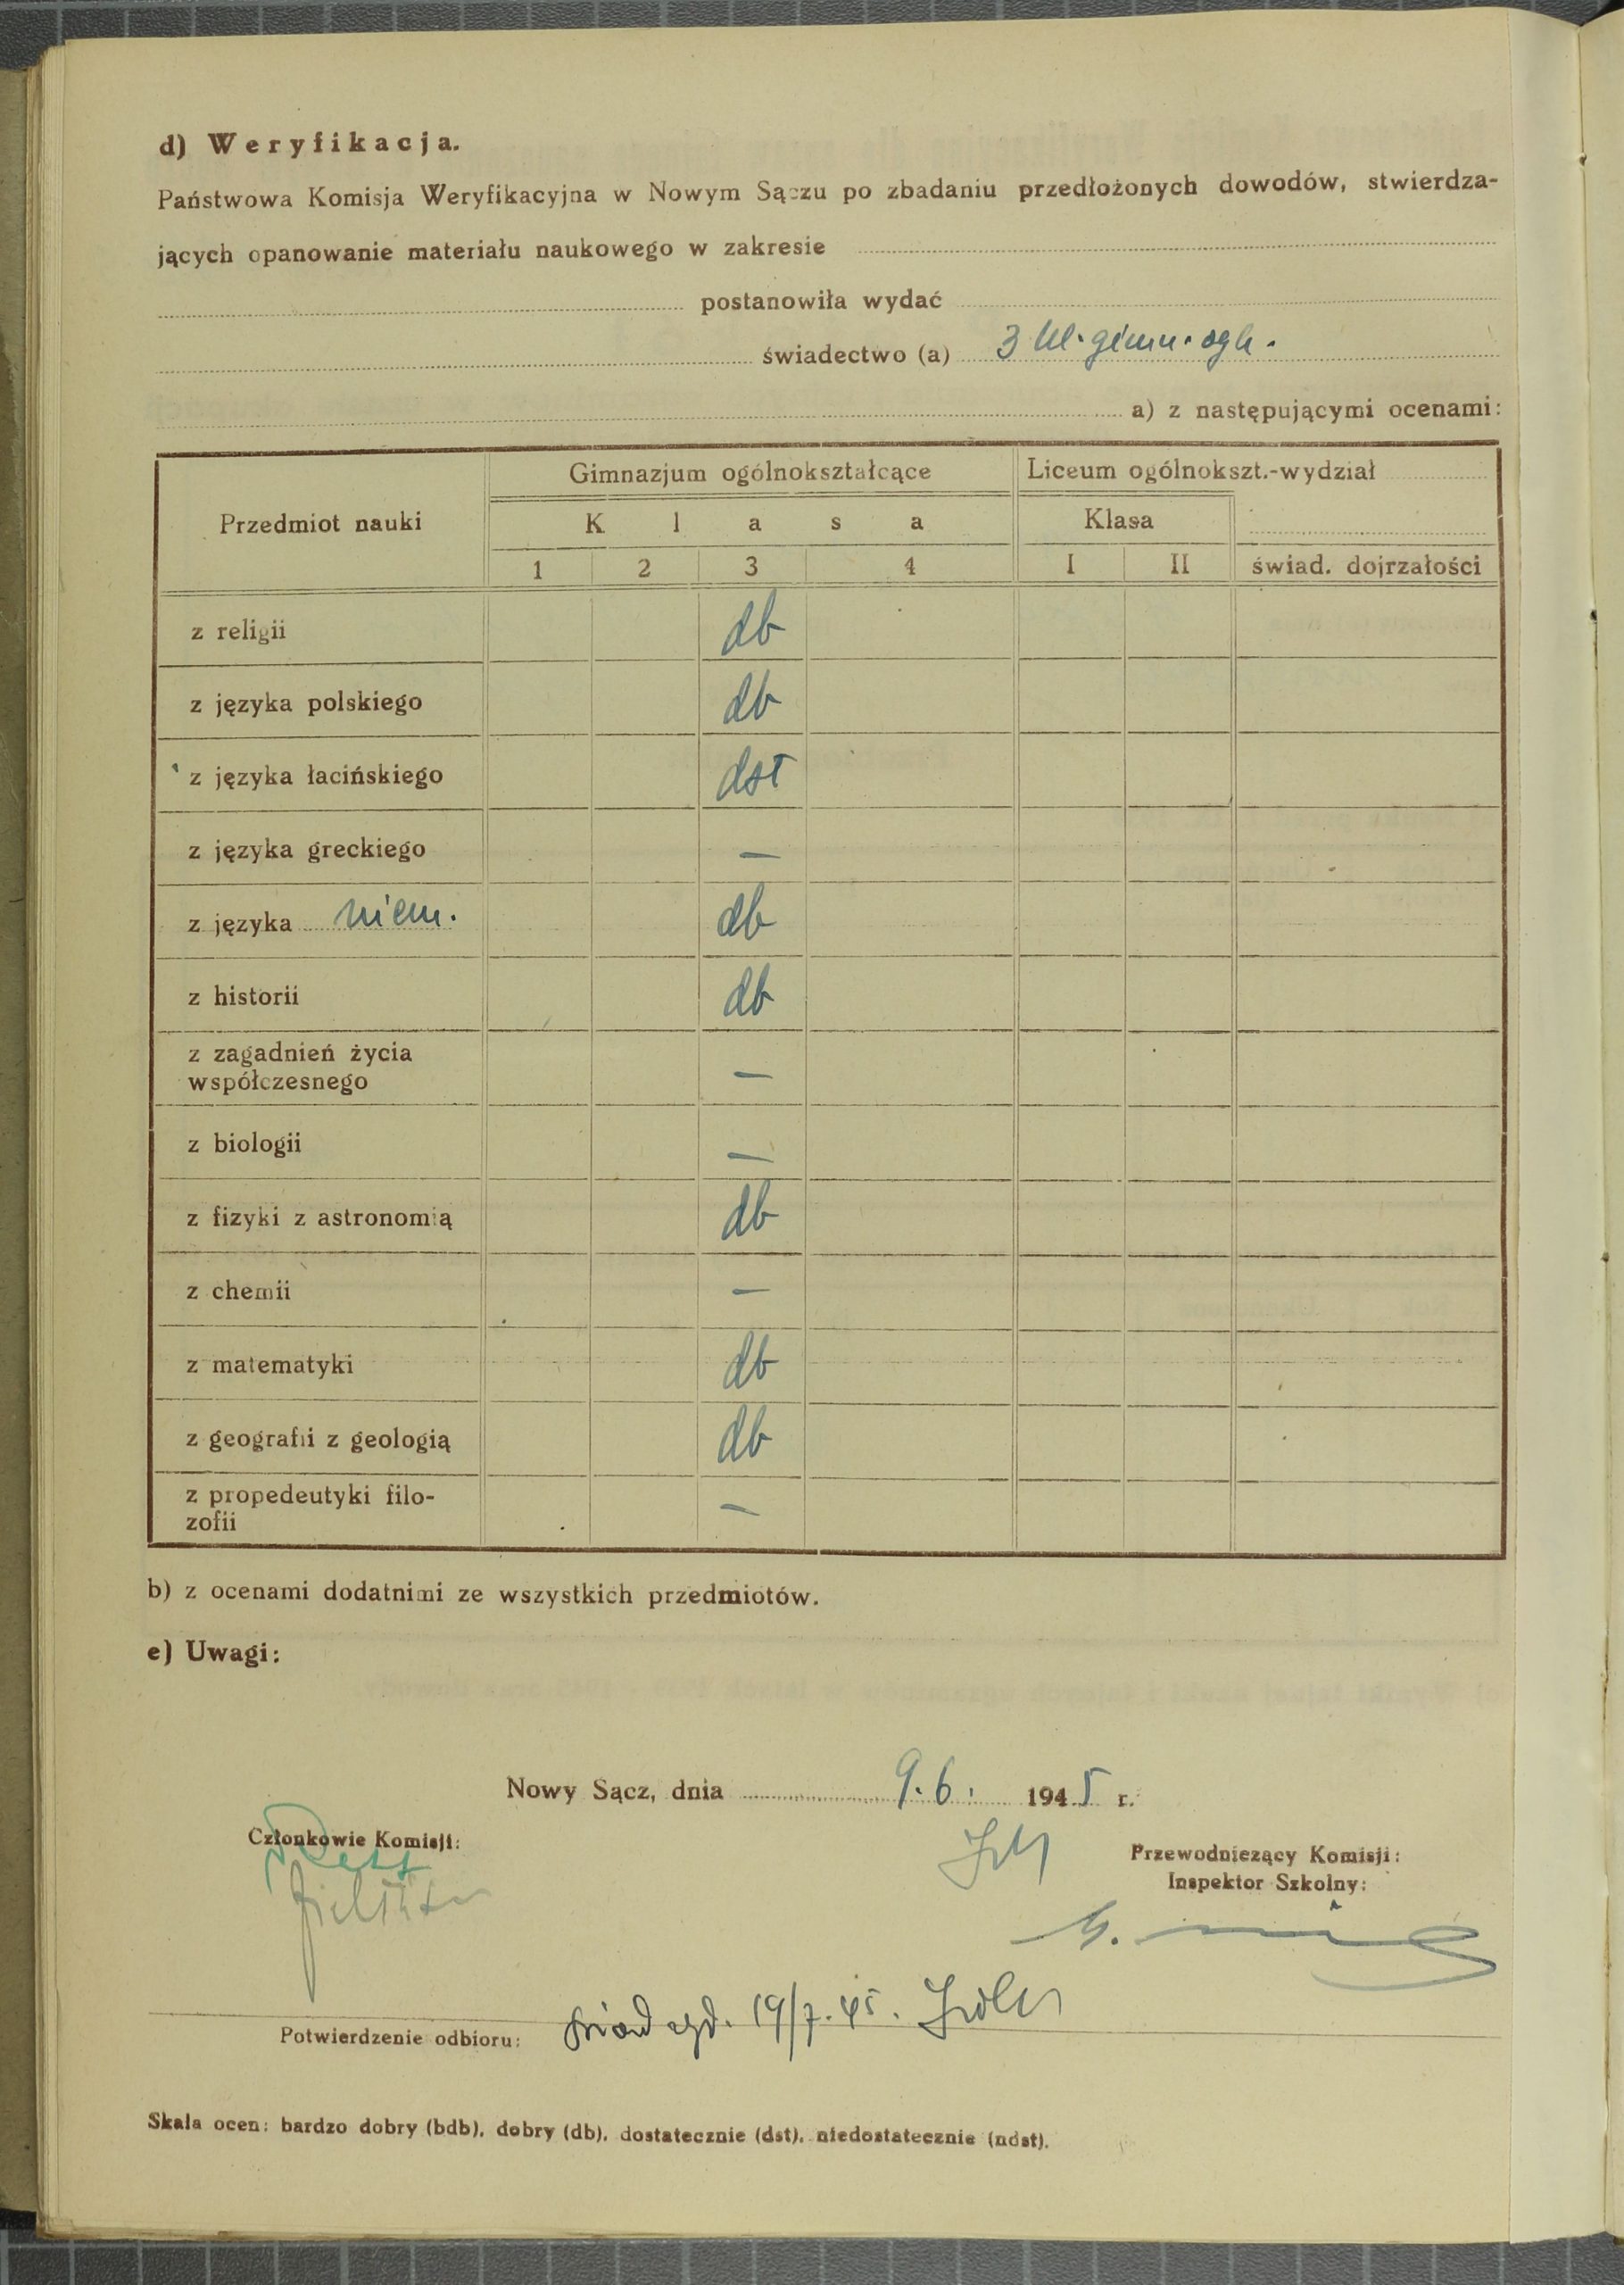 d) Weryfikacja.
Państwowa Komisja Weryfikacyjna w Nowym Sączu po zbadaniu przedłożonych dowodów, stwierdza-
jących opanowanie materiału naukowego w zakresie
postanowiła wydać
świadectwo (a) 3 kl. gimn. ogk.
a) z następującymi ocenami:
Przedmiot nauki
Gimnazjum ogólnokształcące
Liceum ogólnokszt.-wydział
Klasa
Klasa
1 2 3 4 I II świad. dojrzałości
z religii db
z języka polskiego db
z języka łacińskiego dst
z języka greckiego —
z języka niem. db
z historii db
z zagadnień życia
współczesnego —
z biologii —
z fizyki z astronomią db
z chemii —
z matematyki db
z geografii z geologią db
z propedeutyki filo-
zofii —
b) z ocenami dodatnimi ze wszystkich przedmiotów.
e) Uwagi:
Nowy Sącz, dnia 9.6. 1945 r.
Członkowie Komisji:
Przewodniezący Komisji:
Inspektor Szkolny:
Potwierdzenie odbioru: 19/7.45.
Skala ocen: bardzo dobry (bdb), dobry (db), dostatecznie (dst), niedostatecznie (ndst).